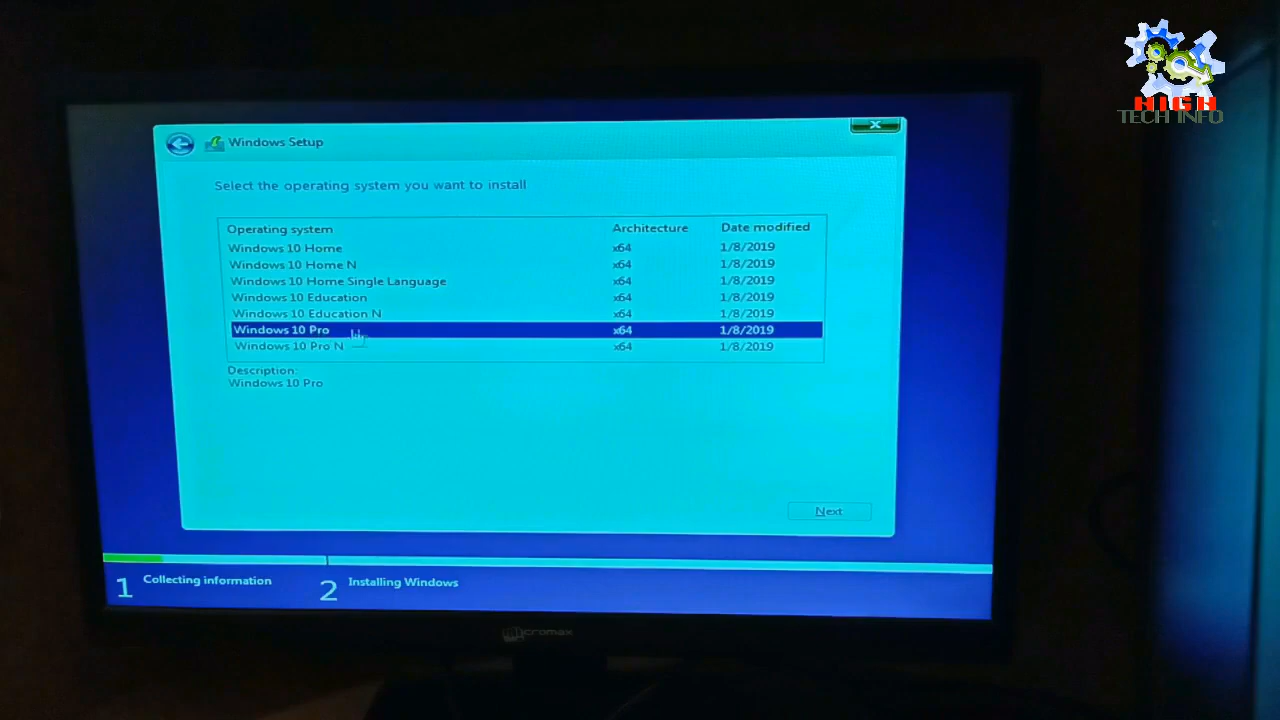 HIGH
TECH INFO
Windows Setup
Select the operating system you want to install
Operating system Architecture Date modified
Windows 10 Home x64 1/8/2019
Windows 10 Home N x64 1/8/2019
Windows 10 Home Single Language x64 1/8/2019
Windows 10 Education x64 1/8/2019
Windows 10 Education N x64 1/8/2019
Windows 10 Pro x64 1/8/2019
Windows 10 Pro N x64 1/8/2019
Description:
Windows 10 Pro
Next
1 Collecting information 2 Installing Windows
micromax